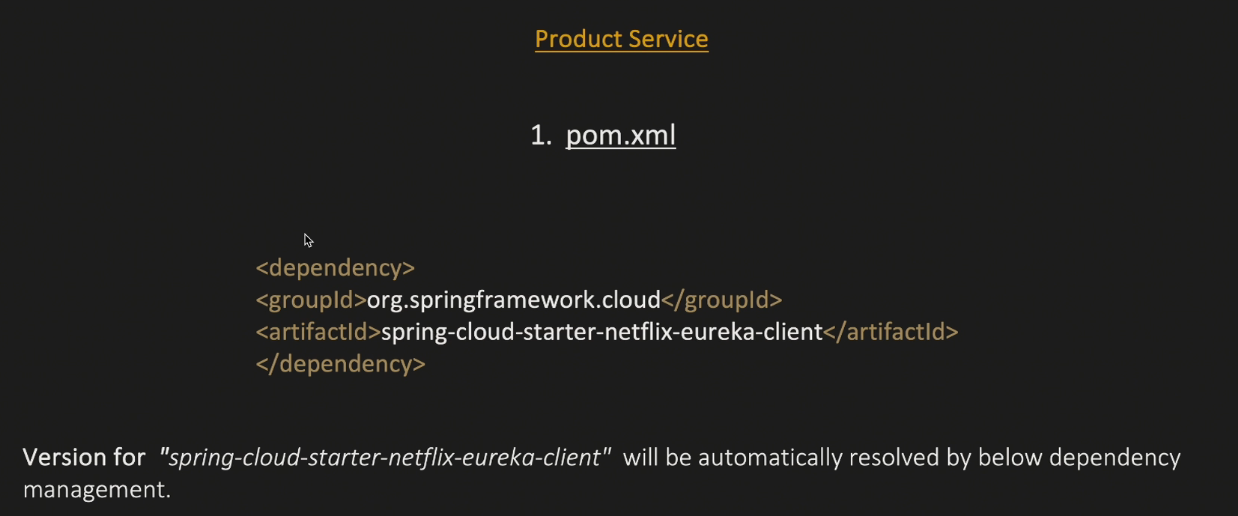 Product Service
1. pom.xml
<dependency>
<groupId>org.springframework.cloud</groupId>
<artifactId>spring-cloud-starter-netflix-eureka-client</artifactId>
</dependency>
Version for "spring-cloud-starter-netflix-eureka-client" will be automatically resolved by below dependency
management.